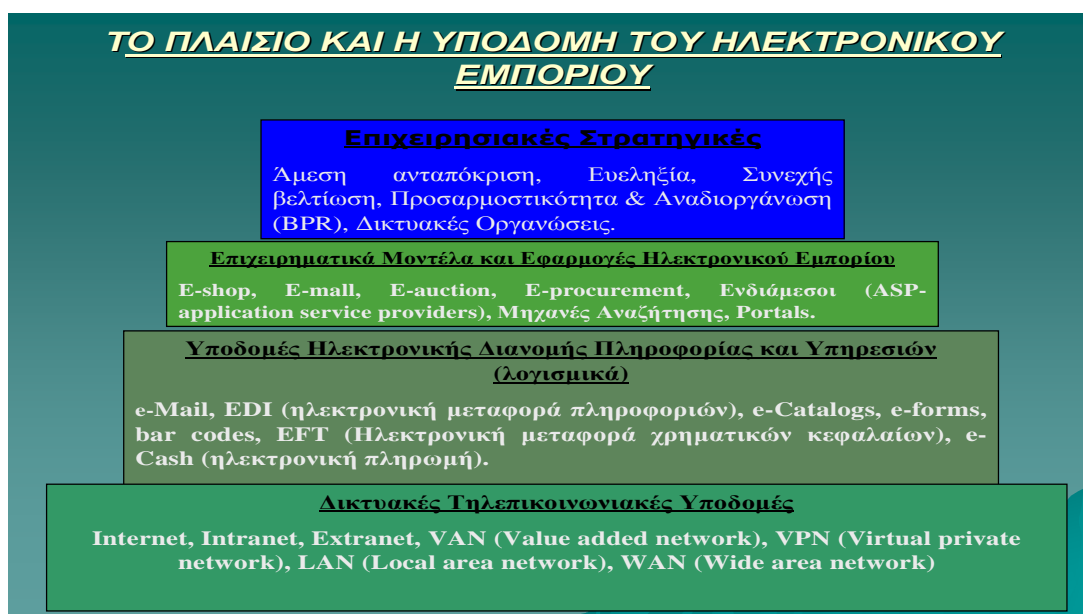 ΤΟ ΠΛΑΙΣΙΟ ΚΑΙ Η ΥΠΟΔΟΜΗ ΤΟΥ ΗΛΕΚΤΡΟΝΙΚΟΥ
ΕΜΠΟΡΙΟΥ
Επιχειρησιακές Στρατηγικές
Άμεση ανταπόκριση, Ευεληξία, Συνεχής
βελτίωση, Προσαρμοστικότητα & Αναδιοργάνωση
(BPR), Δικτυακές Οργανώσεις.
Επιχειρηματικά Μοντέλα και Εφαρμογές Ηλεκτρονικού Εμπορίου
E-shop, E-mall, E-auction, E-procurement, Ενδιάμεσοι (ASP-
application service providers), Μηχανές Αναζήτησης, Portals.
Υποδομές Ηλεκτρονικής Διανομής Πληροφορίας και Υπηρεσιών
(λογισμικά)
e-Mail, EDI (ηλεκτρονική μεταφορά πληροφοριών), e-Catalogs, e-forms,
bar codes, EFT (Ηλεκτρονική μεταφορά χρηματικών κεφαλαίων), e-
Cash (ηλεκτρονική πληρωμή).
Δικτυακές Τηλεπικοινωνιακές Υποδομές
Internet, Intranet, Extranet, VAN (Value added network), VPN (Virtual private
network), LAN (Local area network), WAN (Wide area network)